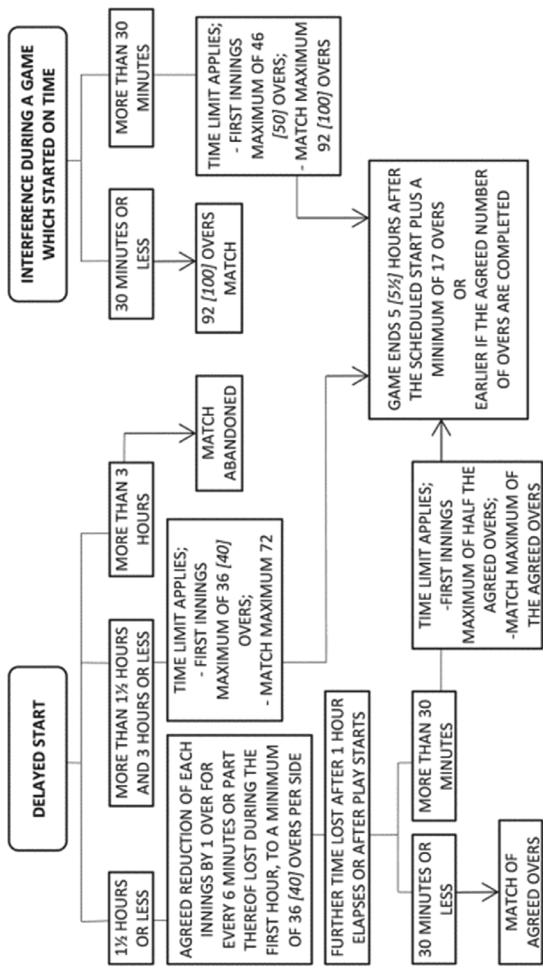 DELAYED START
1½ HOURS
OR LESS
MORE THAN 1½ HOURS
AND 3 HOURS OR LESS
MORE THAN 3
HOURS
AGREED REDUCTION OF EACH
INNINGS BY 1 OVER FOR
EVERY 6 MINUTES OR PART
THEREOF LOST DURING THE
FIRST HOUR, TO A MINIMUM
OF 36 [40] OVERS PER SIDE
TIME LIMIT APPLIES;
- FIRST INNINGS
MAXIMUM OF 36 [40]
OVERS;
- MATCH MAXIMUM 72
MATCH
ABANDONED
FURTHER TIME LOST AFTER 1 HOUR
ELAPSES OR AFTER PLAY STARTS
30 MINUTES OR
LESS
MORE THAN 30
MINUTES
MATCH OF
AGREED OVERS
TIME LIMIT APPLIES;
-FIRST INNINGS
MAXIMUM OF HALF THE
AGREED OVERS;
-MATCH MAXIMUM OF
THE AGREED OVERS
INTERFERENCE DURING A GAME
WHICH STARTED ON TIME
30 MINUTES OR
LESS
MORE THAN 30
MINUTES
92 [100] OVERS
MATCH
TIME LIMIT APPLIES;
- FIRST INNINGS
MAXIMUM OF 46
[50] OVERS;
- MATCH MAXIMUM
92 [100] OVERS
GAME ENDS 5 [5½] HOURS AFTER
THE SCHEDULED START PLUS A
MINIMUM OF 17 OVERS
OR
EARLIER IF THE AGREED NUMBER
OF OVERS ARE COMPLETED